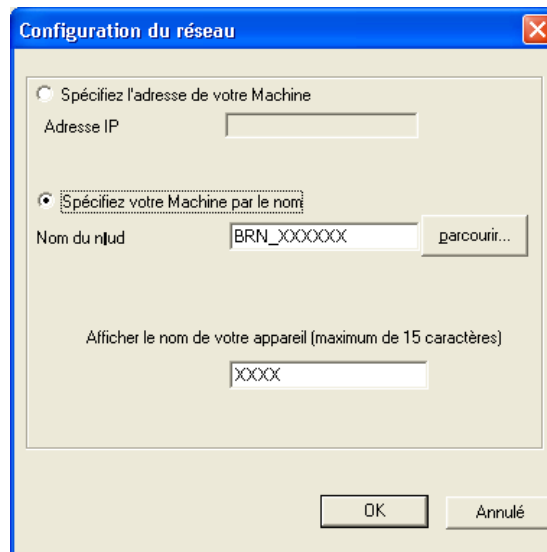 Configuration du réseau
Spécifiez l'adresse de votre Machine
Adresse IP
Spécifiez votre Machine par le nom
Nom du n|ud
BRN_XXXXXX
parcourir...
Afficher le nom de votre appareil (maximum de 15 caractères)
XXXX
OK
Annulé